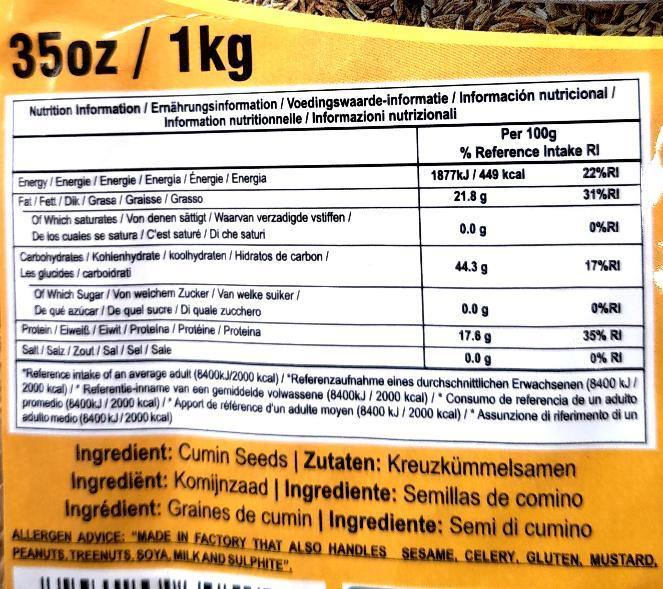 35oz / 1kg
Nutrition Information / Ernährungsinformation / Voedingswaarde-informatie / Información nutricional /
Information nutritionnelle / Informazioni nutrizionali
Per 100g
% Reference Intake RI
Energy / Energie / Energie / Energia / Énergie / Energia 1877kJ / 449 kcal 22%RI
Fat / Fett / Dik / Grasa / Graisse / Grasso 21.8 g 31%RI
Of Which saturates / Von denen sättigt / Waarvan verzadigde vstiffen /
De los cuales se satura / C'est saturé / Di che saturi 0.0 g 0%RI
Carbohydrates / Kohlenhydrate / koolhydraten / Hidratos de carbon /
Les glucides / carboidrati 44.3 g 17%RI
Of Which Sugar / Von welchem Zucker / Van welke suiker /
De qué azúcar / De quel sucre / Di quale zucchero 0.0 g 0%RI
Protein / Eiweiß / Eiwit / Proteína / Protéine / Proteina 17.6 g 35% RI
Salt / Salz / Zout / Sal / Sel / Sale 0.0 g 0% RI
*Reference intake of an average adult (8400kJ/2000 kcal) / *Referenzaufnahme eines durchschnittlichen Erwachsenen (8400 kJ /
2000 kcal) / * Referentie-inname van een gemiddelde volwassene (8400kJ / 2000 kcal) / * Consumo de referencia de un adulto
promedio (8400kJ / 2000 kcal) / * Apport de référence d'un adulte moyen (8400 kJ / 2000 kcal) / * Assunzione di riferimento di un
adulto medio (8400 kJ / 2000 kcal)
Ingredient: Cumin Seeds | Zutaten: Kreuzkümmelsamen
Ingrediënt: Komijnzaad | Ingrediente: Semillas de comino
Ingrédient: Graines de cumin | Ingrediente: Semi di cumino
ALLERGEN ADVICE: "MADE IN FACTORY THAT ALSO HANDLES SESAME, CELERY, GLUTEN, MUSTARD,
PEANUTS, TREENUTS, SOYA, MILK AND SULPHITE".